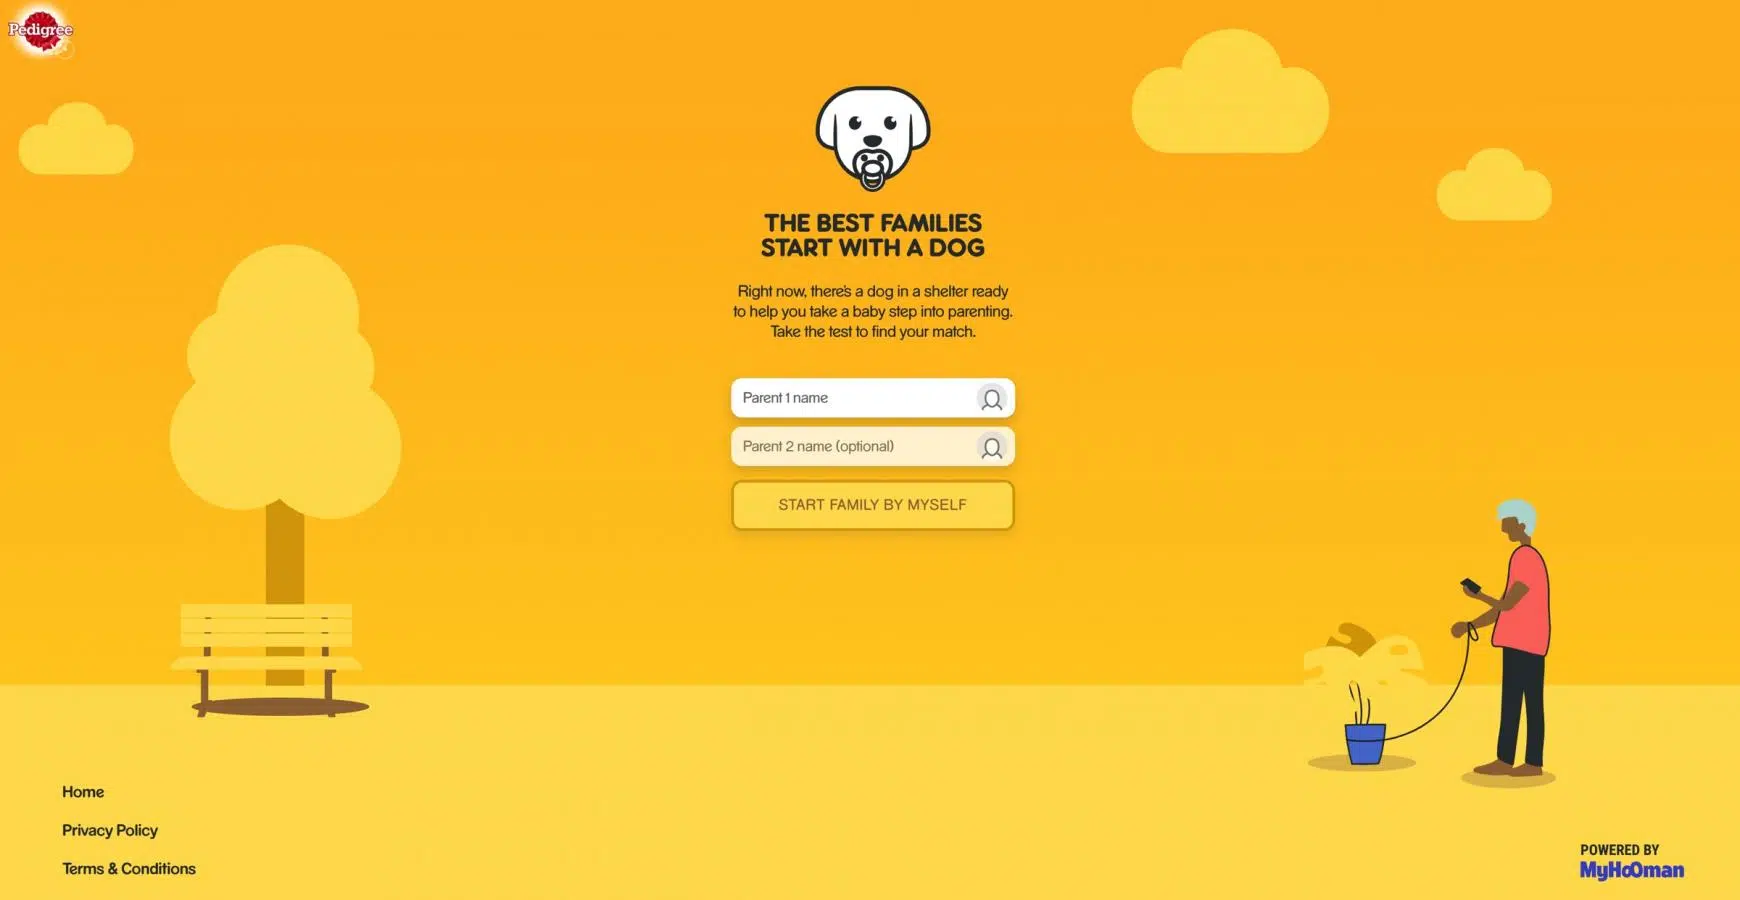 Pedigree
THE BEST FAMILIES
START WITH A DOG
Right now, there's a dog in a shelter ready
to help you take a baby step into parenting.
Take the test to find your match.
Parent 1 name
Parent 2 name (optional)
START FAMILY BY MYSELF
Home
Privacy Policy
Terms & Conditions
POWERED BY
MyHoOman